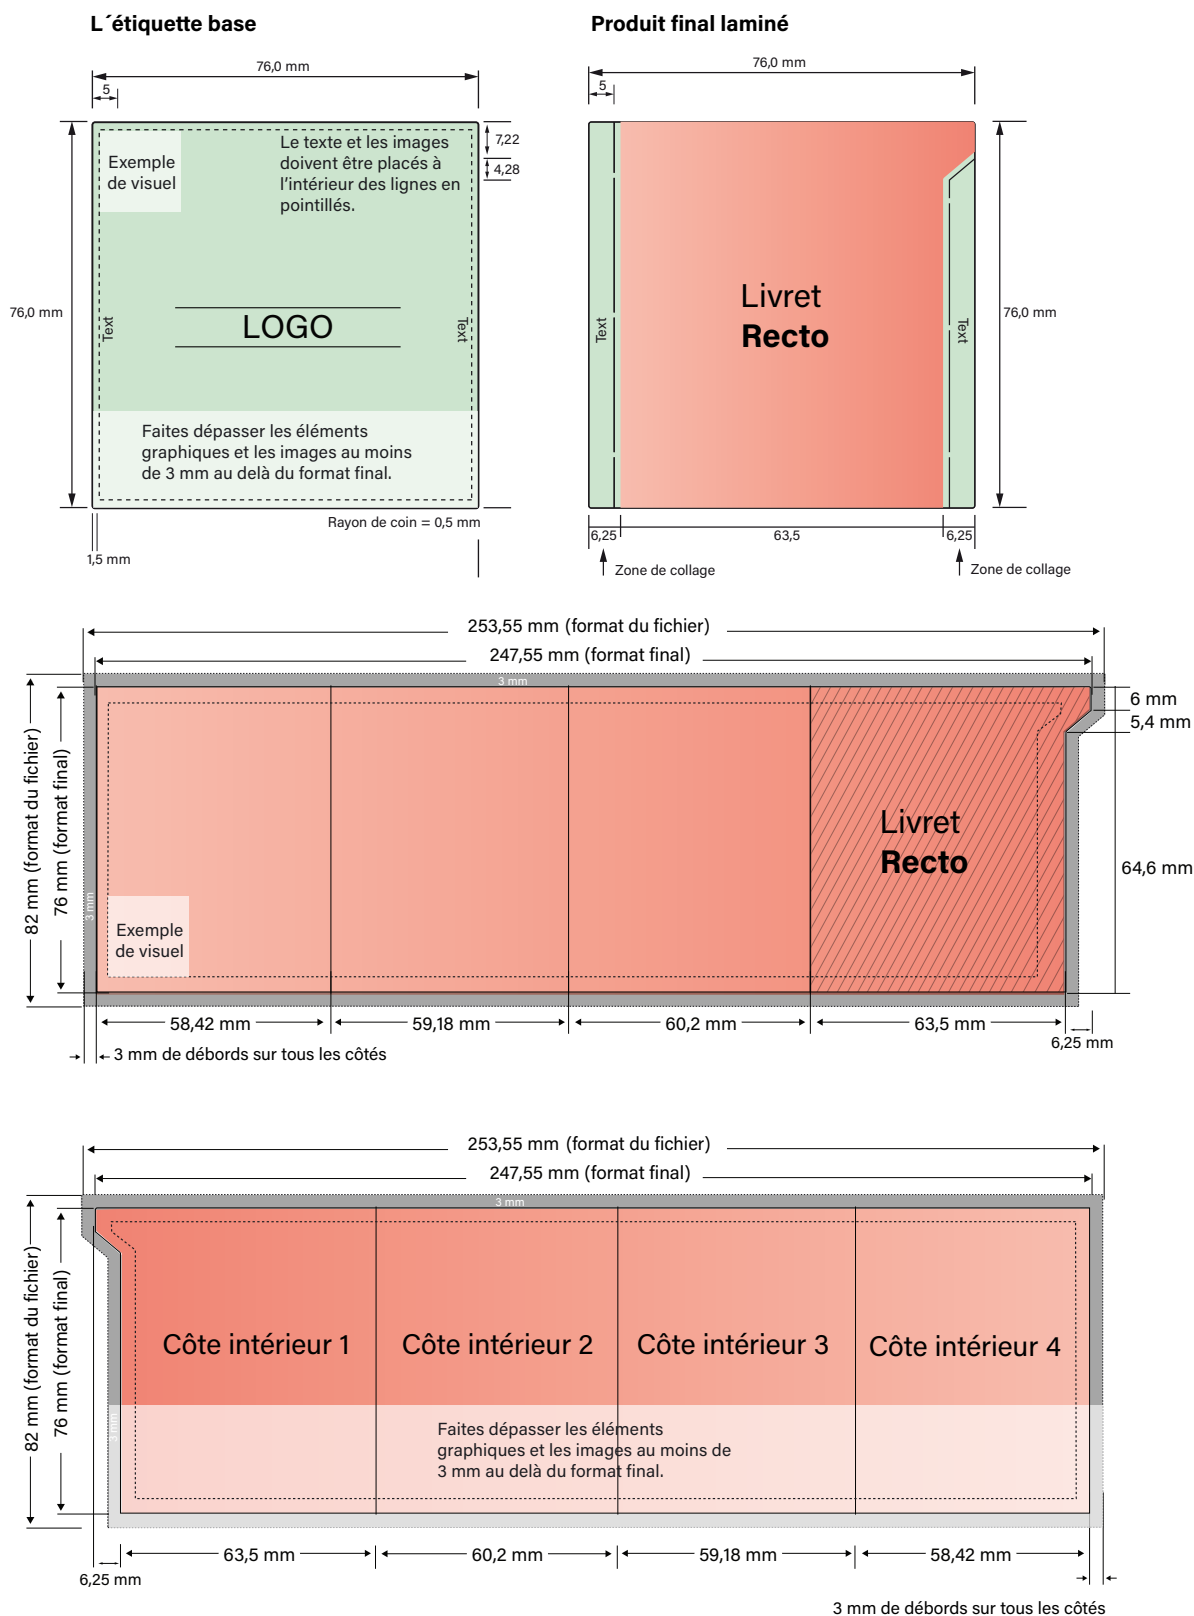 L´étiquette base
Produit final laminé
76,0 mm
5
Exemple
de visuel
Le texte et les images
doivent être placés à
l’intérieur des lignes en
pointillés.
7,22
4,28
76,0 mm
Text
LOGO
Text
Faites dépasser les éléments
graphiques et les images au moins
de 3 mm au delà du format final.
Rayon de coin = 0,5 mm
1,5 mm
76,0 mm
5
Text
Livret
Recto
Text
76,0 mm
6,25
63,5
6,25
Zone de collage
Zone de collage
253,55 mm (format du fichier)
247,55 mm (format final)
3 mm
6 mm
5,4 mm
82 mm (format du fichier)
76 mm (format final)
3 mm
Livret
Recto
64,6 mm
Exemple
de visuel
58,42 mm
59,18 mm
60,2 mm
63,5 mm
6,25 mm
3 mm de débords sur tous les côtés
253,55 mm (format du fichier)
247,55 mm (format final)
3 mm
82 mm (format du fichier)
76 mm (format final)
3 mm
Côte intérieur 1
Côte intérieur 2
Côte intérieur 3
Côte intérieur 4
Faites dépasser les éléments
graphiques et les images au moins de
3 mm au delà du format final.
63,5 mm
60,2 mm
59,18 mm
58,42 mm
6,25 mm
3 mm de débords sur tous les côtés